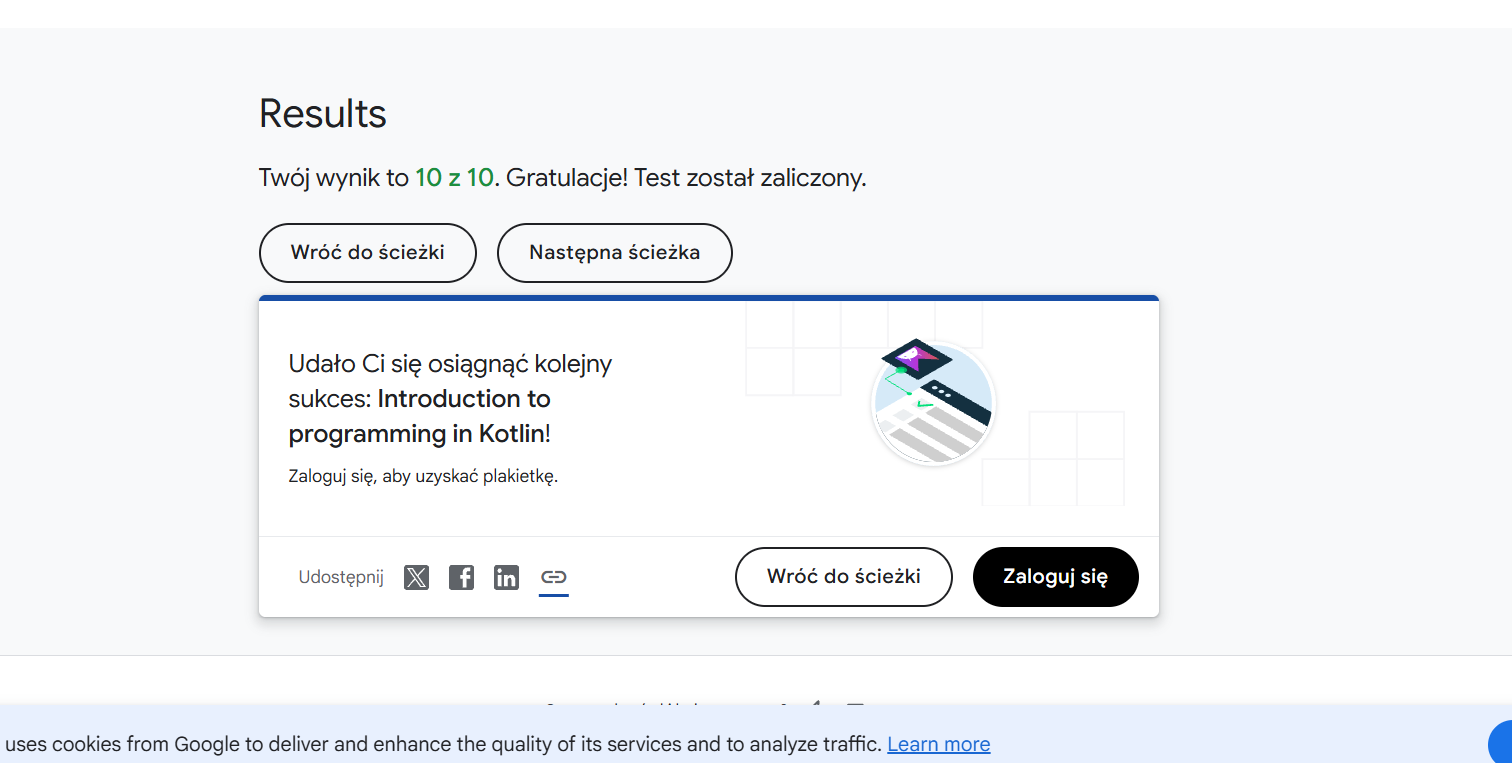 Results
Twój wynik to 10 z 10. Gratulacje! Test został zaliczony.
Wróć do ścieżki
Następna ścieżka
Udało Ci się osiągnąć kolejny
sukces: Introduction to
programming in Kotlin!
Zaloguj się, aby uzyskać plakietkę.
Udostępnij
Wróć do ścieżki
Zaloguj się
uses cookies from Google to deliver and enhance the quality of its services and to analyze traffic. Learn more